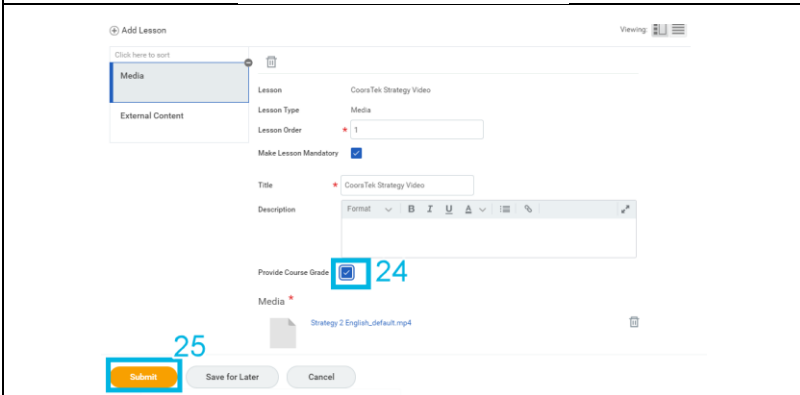 Add Lesson
Viewing:
Click here to sort
Media
External Content
Lesson CoorsTek Strategy Video
Lesson Type Media
Lesson Order * 1
Make Lesson Mandatory
Title * CoorsTek Strategy Video
Description Format B I U A
Provide Course Grade 24
Media *
Strategy 2 English_default.mp4
25
Submit Save for Later Cancel